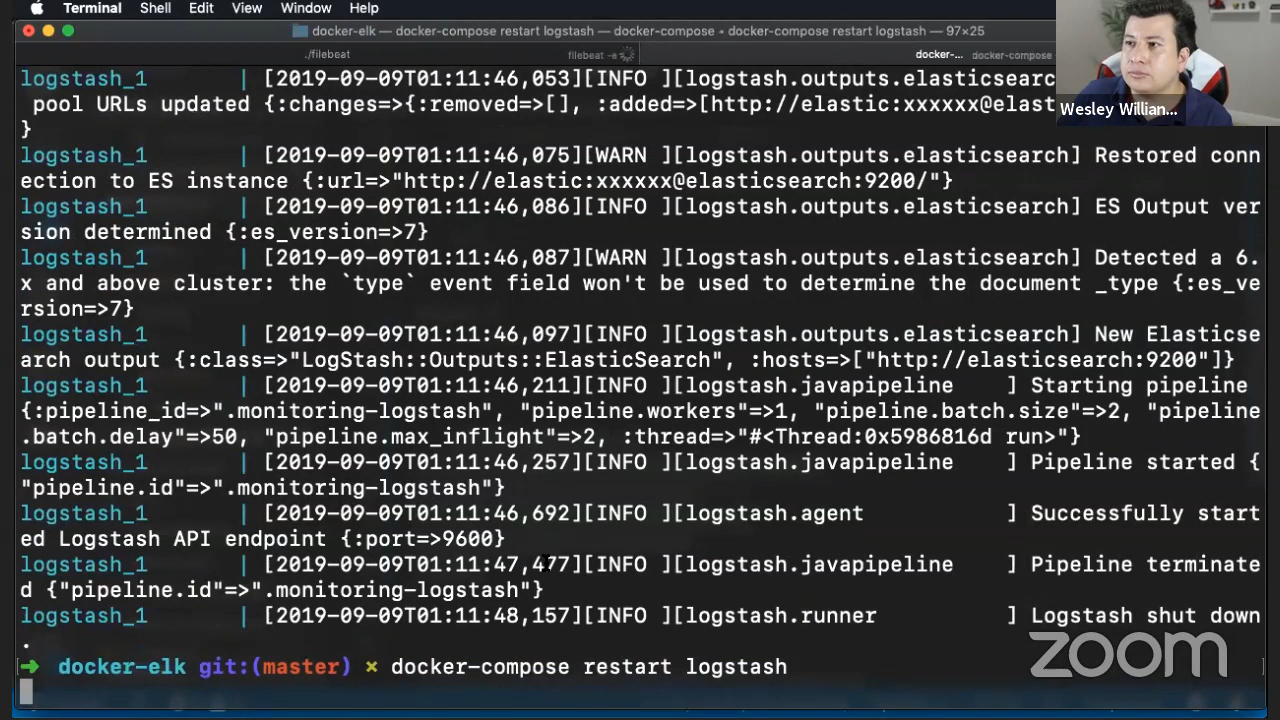 Terminal Shell Edit View Window Help
docker-elk — docker-compose restart logstash — docker-compose • docker-compose restart logstash — 97×25
./filebeat filebeat -e docker-... docker-compose
logstash_1 | [2019-09-09T01:11:46,053][INFO ][logstash.outputs.elasticsearc
pool URLs updated {:changes=>{:removed=>[], :added=>[http://elastic:xxxxxx@elast
}
logstash_1 | [2019-09-09T01:11:46,075][WARN ][logstash.outputs.elasticsearch] Restored conn
ection to ES instance {:url=>"http://elastic:xxxxxx@elasticsearch:9200/"}
logstash_1 | [2019-09-09T01:11:46,086][INFO ][logstash.outputs.elasticsearch] ES Output ver
sion determined {:es_version=>7}
logstash_1 | [2019-09-09T01:11:46,087][WARN ][logstash.outputs.elasticsearch] Detected a 6.
x and above cluster: the `type` event field won't be used to determine the document _type {:es_ve
rsion=>7}
logstash_1 | [2019-09-09T01:11:46,097][INFO ][logstash.outputs.elasticsearch] New Elasticse
arch output {:class=>"LogStash::Outputs::ElasticSearch", :hosts=>["http://elasticsearch:9200"]}
logstash_1 | [2019-09-09T01:11:46,211][INFO ][logstash.javapipeline ] Starting pipeline
{:pipeline_id=>".monitoring-logstash", "pipeline.workers"=>1, "pipeline.batch.size"=>2, "pipeline
.batch.delay"=>50, "pipeline.max_inflight"=>2, :thread=>"#<Thread:0x5986816d run>"}
logstash_1 | [2019-09-09T01:11:46,257][INFO ][logstash.javapipeline ] Pipeline started {
"pipeline.id"=>".monitoring-logstash"}
logstash_1 | [2019-09-09T01:11:46,692][INFO ][logstash.agent ] Successfully start
ed Logstash API endpoint {:port=>9600}
logstash_1 | [2019-09-09T01:11:47,477][INFO ][logstash.javapipeline ] Pipeline terminate
d {"pipeline.id"=>".monitoring-logstash"}
logstash_1 | [2019-09-09T01:11:48,157][INFO ][logstash.runner ] Logstash shut down
.
➜ docker-elk git:(master) × docker-compose restart logstash
Wesley Willian...
zoom